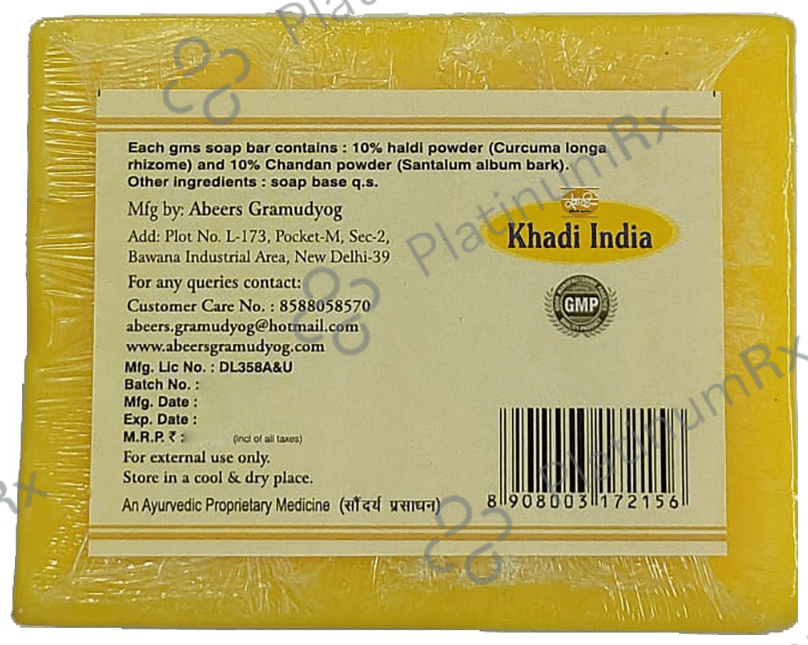 Each gms soap bar contains : 10% haldi powder (Curcuma longa
rhizome) and 10% Chandan powder (Santalum album bark).
Other ingredients : soap base q.s.
Mfg by: Abeers Gramudyog
Add: Plot No. L-173, Pocket-M, Sec-2,
Bawana Industrial Area, New Delhi-39
For any queries contact:
Customer Care No. : 8588058570
abeers.gramudyog@hotmail.com
www.abeersgramudyog.com
Mfg. Lic No. : DL358A&U
Batch No. :
Mfg. Date :
Exp. Date :
M.R.P. ₹ : (incl of all taxes)
For external use only.
Store in a cool & dry place.
An Ayurvedic Proprietary Medicine (सौंदर्य प्रसाधन)
Khadi India
GMP
8 908003 172156
PlatinumRx
PlatinumRx
PlatinumRx
Rx